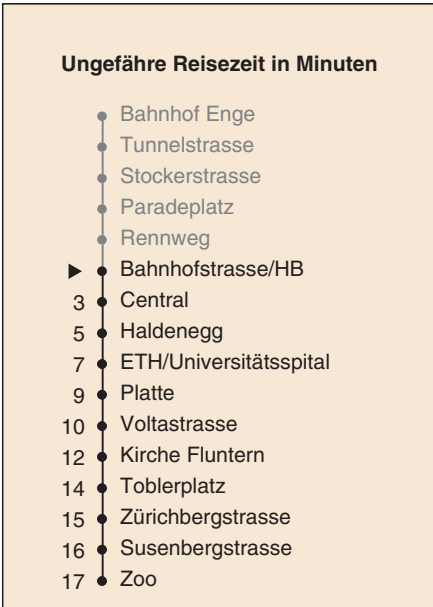 Ungefähre Reisezeit in Minuten
Bahnhof Enge
Tunnelstrasse
Stockerstrasse
Paradeplatz
Rennweg
Bahnhofstrasse/HB
3 Central
5 Haldenegg
7 ETH/Universitätsspital
9 Platte
10 Voltastrasse
12 Kirche Fluntern
14 Toblerplatz
15 Zürichbergstrasse
16 Susenbergstrasse
17 Zoo